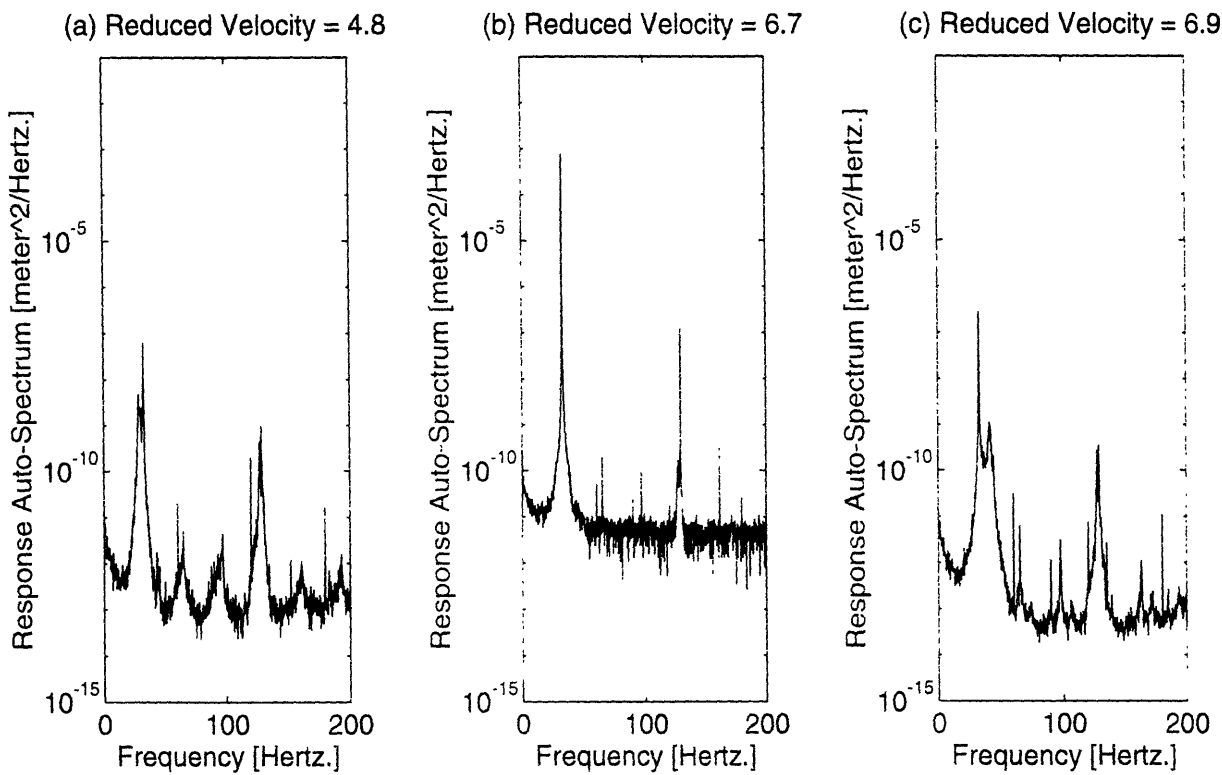 (a) Reduced Velocity = 4.8
Response Auto-Spectrum [meter^2/Hertz.]
10-5
10-10
10-15
0 100 200
Frequency [Hertz.]
(b) Reduced Velocity = 6.7
Response Auto-Spectrum [meter^2/Hertz.]
10-5
10-10
10-15
0 100 200
Frequency [Hertz.]
(c) Reduced Velocity = 6.9
Response Auto-Spectrum [meter^2/Hertz.]
10-5
10-10
10-15
0 100 200
Frequency [Hertz.]